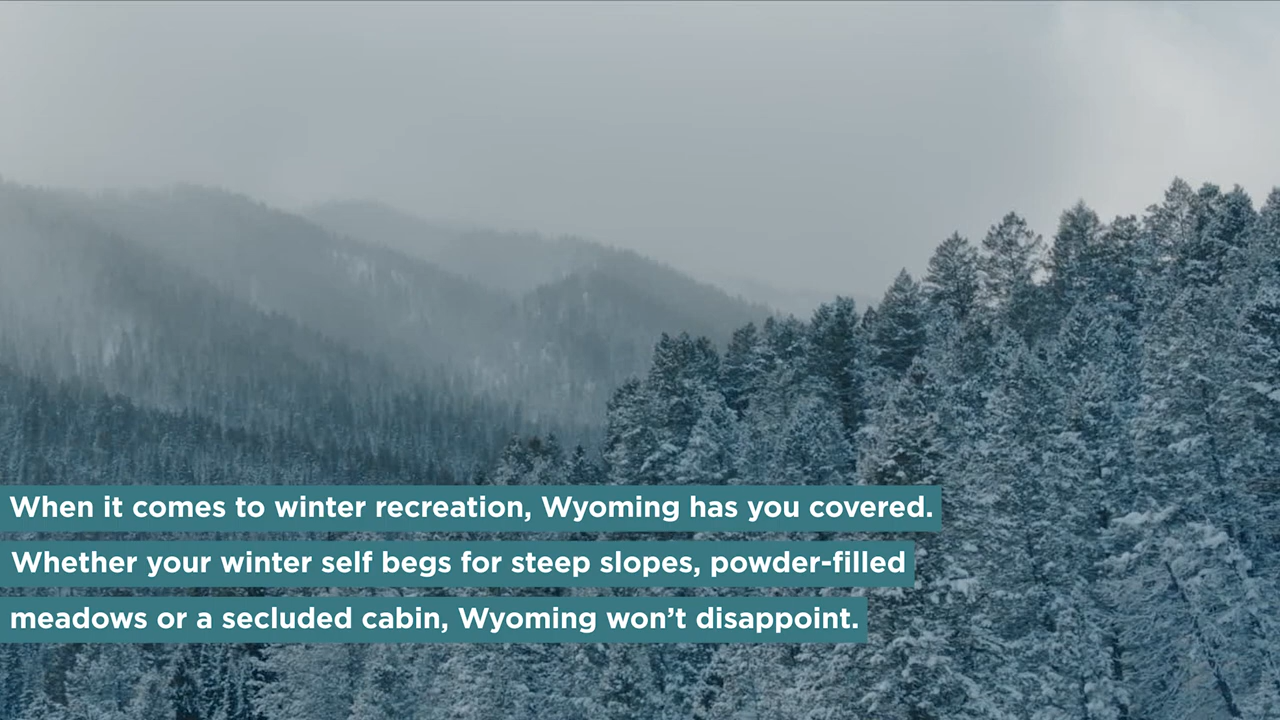 When it comes to winter recreation, Wyoming has you covered.
Whether your winter self begs for steep slopes, powder-filled
meadows or a secluded cabin, Wyoming won’t disappoint.